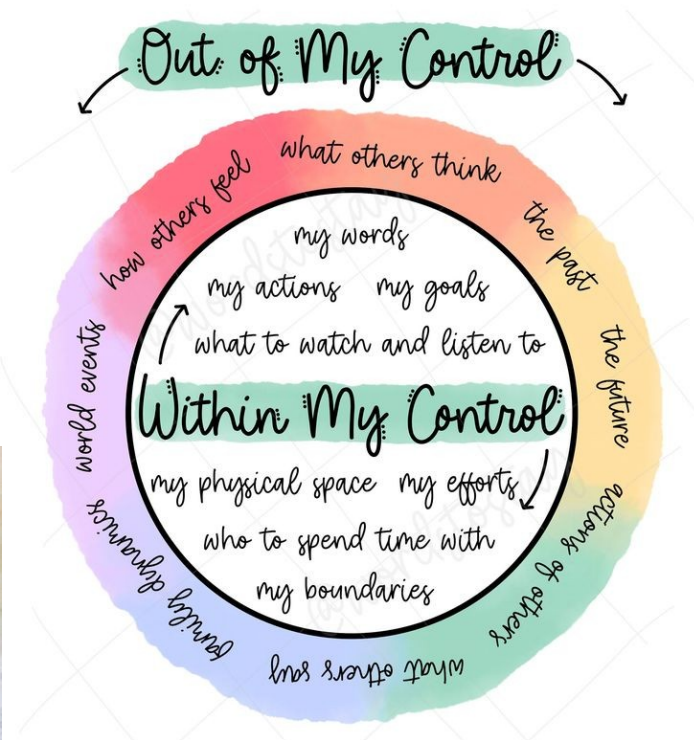 Out of My Control
how others feel
what others think
the past
the future
actions of others
what others say
family dynamics
world events
my words
my actions my goals
what to watch and listen to
Within My Control
my physical space my efforts
who to spend time with
my boundaries